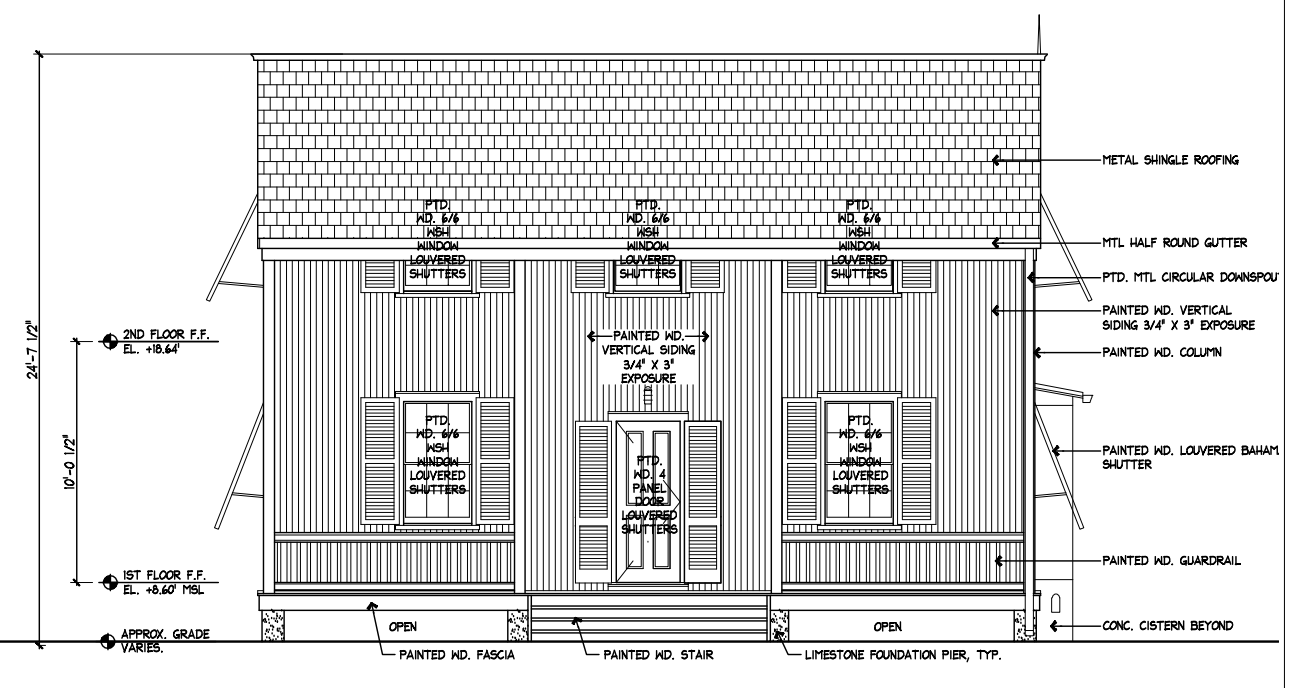 METAL SHINGLE ROOFING
PTD.
WD. 6/6
WSH
WINDOW
LOUVERED
SHUTTERS
PTD.
WD. 6/6
WSH
WINDOW
LOUVERED
SHUTTERS
PTD.
WD. 6/6
WSH
WINDOW
LOUVERED
SHUTTERS
MTL HALF ROUND GUTTER
PTD. MTL CIRCULAR DOWNSPOU
PAINTED WD. VERTICAL
SIDING 3/4" X 3" EXPOSURE
24'-7 1/2"
2ND FLOOR F.F.
EL. +18.64'
PAINTED WD.
VERTICAL SIDING
3/4" X 3"
EXPOSURE
PAINTED WD. COLUMN
10'-0 1/2"
PTD.
WD. 6/6
WSH
WINDOW
LOUVERED
SHUTTERS
PTD.
WD. 4
PANEL
DOOR
LOUVERED
SHUTTERS
PTD.
WD. 6/6
WSH
WINDOW
LOUVERED
SHUTTERS
PAINTED WD. LOUVERED BAHAM
SHUTTER
PAINTED WD. GUARDRAIL
1ST FLOOR F.F.
EL. +8.60' MSL
OPEN
OPEN
CONC. CISTERN BEYOND
APPROX. GRADE
VARIES.
PAINTED WD. FASCIA
PAINTED WD. STAIR
LIMESTONE FOUNDATION PIER, TYP.